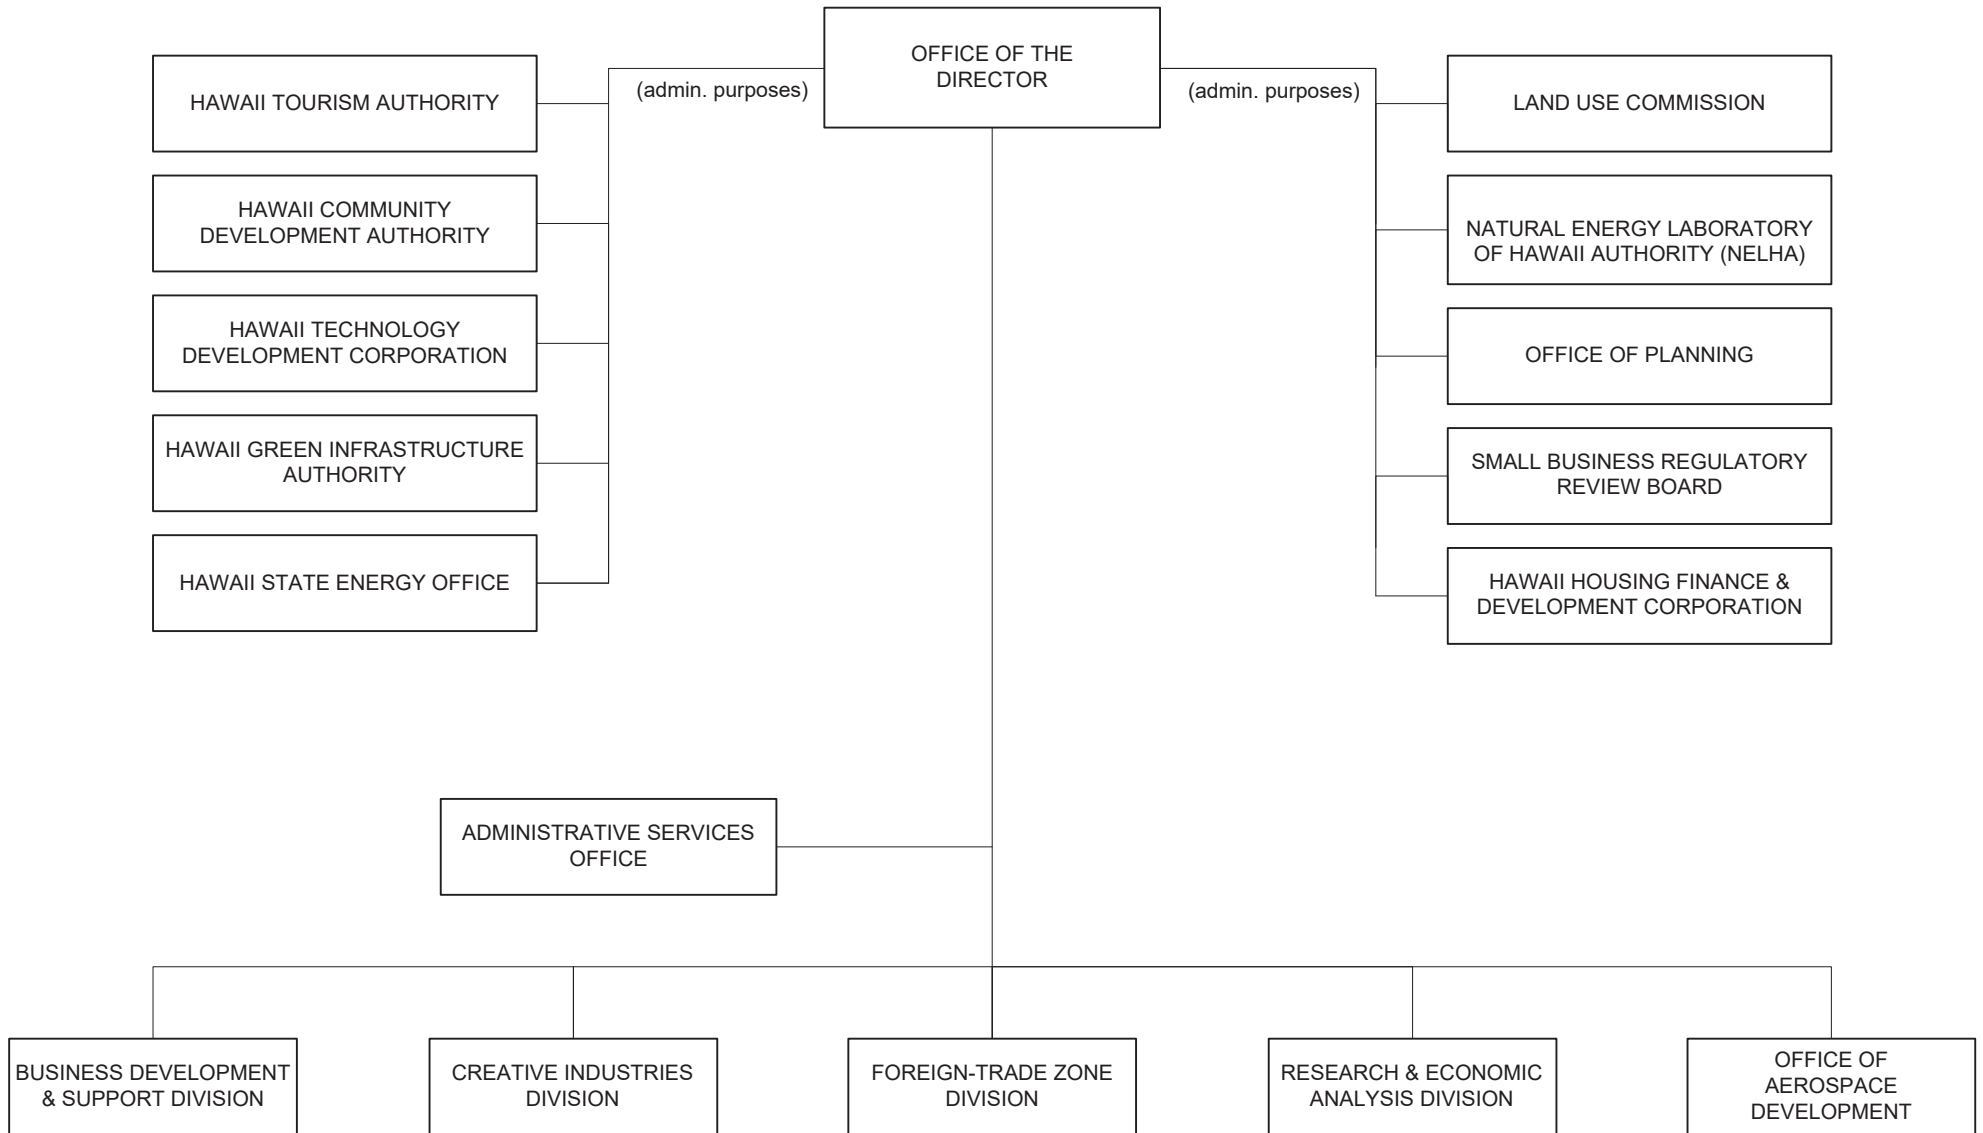 OFFICE OF THE
DIRECTOR
(admin. purposes)
(admin. purposes)
HAWAII TOURISM AUTHORITY
HAWAII COMMUNITY
DEVELOPMENT AUTHORITY
HAWAII TECHNOLOGY
DEVELOPMENT CORPORATION
HAWAII GREEN INFRASTRUCTURE
AUTHORITY
HAWAII STATE ENERGY OFFICE
LAND USE COMMISSION
NATURAL ENERGY LABORATORY
OF HAWAII AUTHORITY (NELHA)
OFFICE OF PLANNING
SMALL BUSINESS REGULATORY
REVIEW BOARD
HAWAII HOUSING FINANCE &
DEVELOPMENT CORPORATION
ADMINISTRATIVE SERVICES
OFFICE
BUSINESS DEVELOPMENT
& SUPPORT DIVISION
CREATIVE INDUSTRIES
DIVISION
FOREIGN-TRADE ZONE
DIVISION
RESEARCH & ECONOMIC
ANALYSIS DIVISION
OFFICE OF
AEROSPACE
DEVELOPMENT